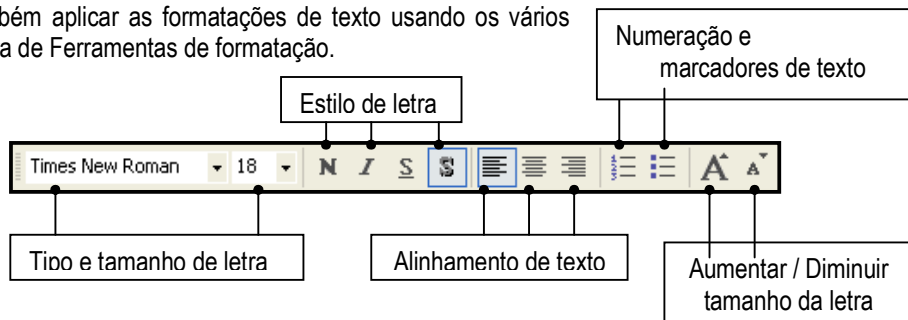 bém aplicar as formatações de texto usando os vários
a de Ferramentas de formatação.
Numeração e
marcadores de texto
Estilo de letra
Times New Roman 18 N I S S A A
Tipo e tamanho de letra
Alinhamento de texto
Aumentar / Diminuir
tamanho da letra